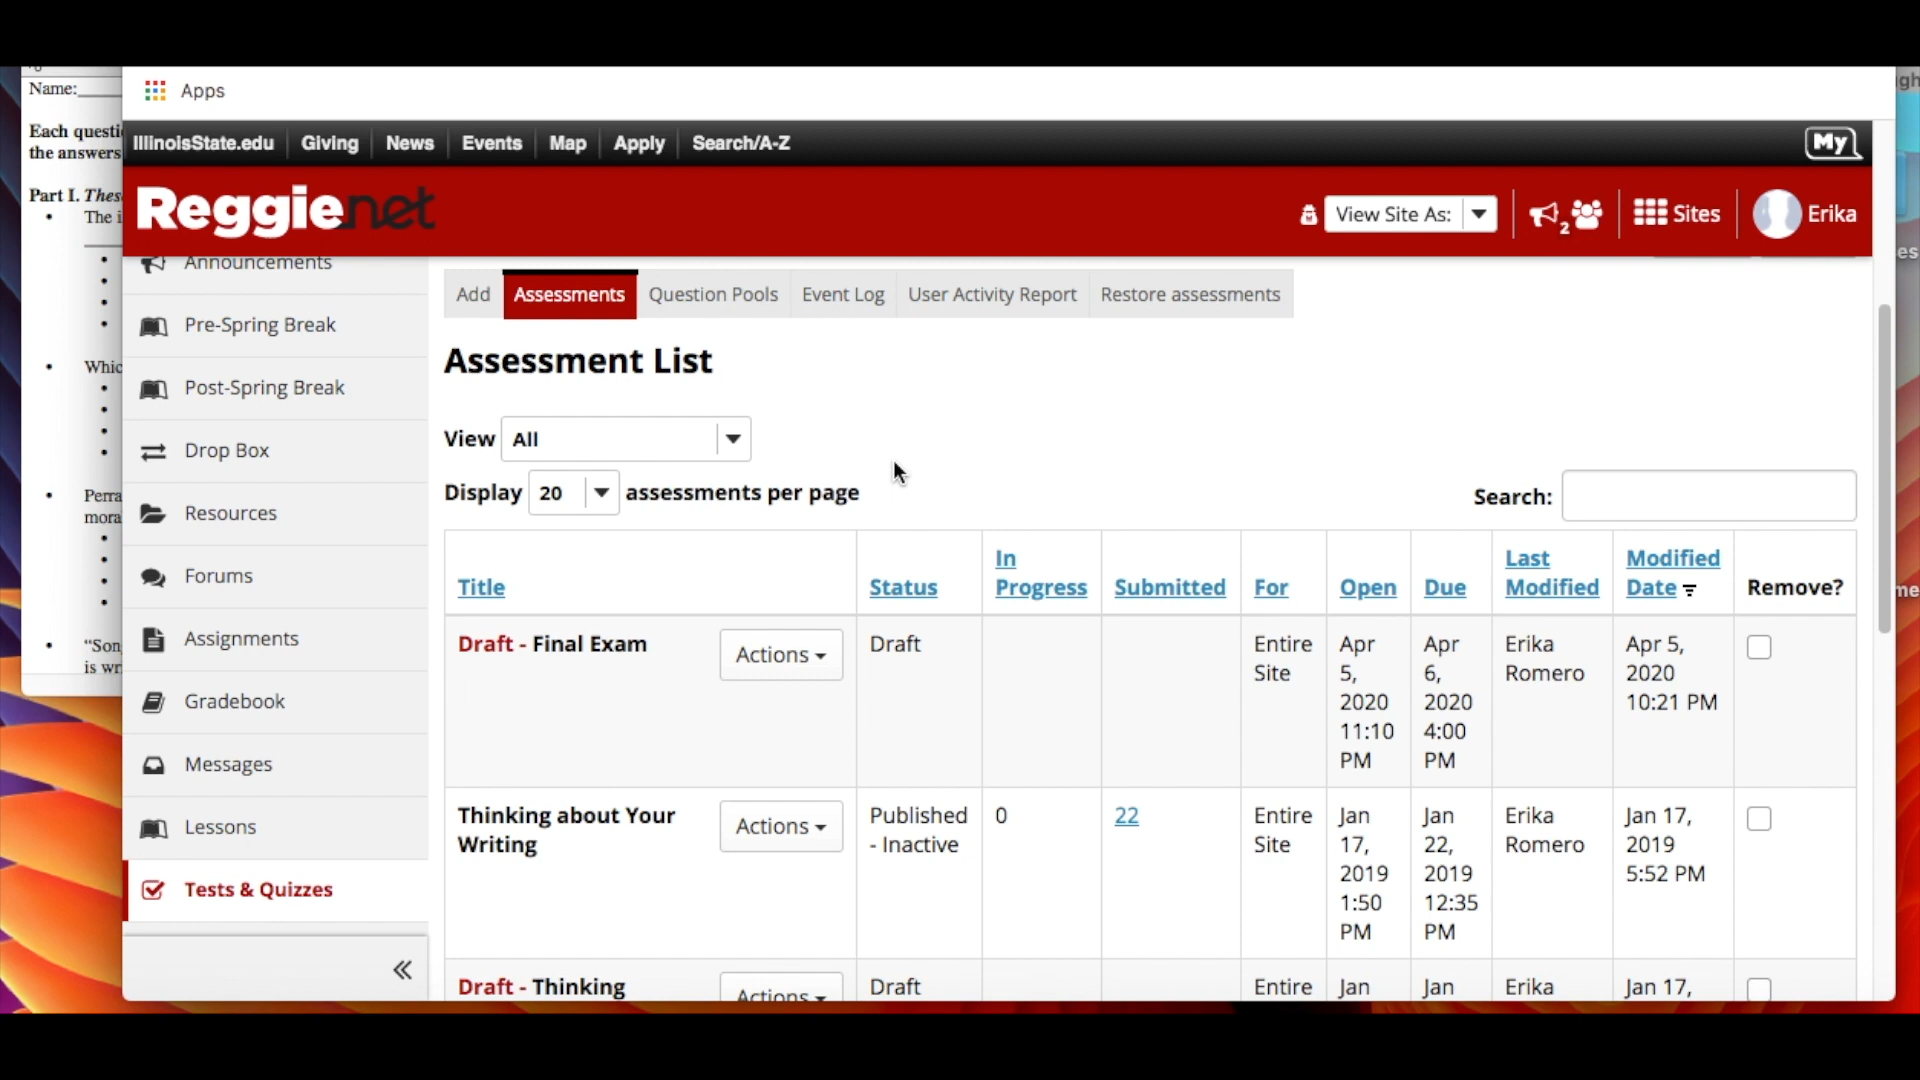 Apps
IllinoisState.edu Giving News Events Map Apply Search/A-Z My
Reggienet View Site As: 2 Sites Erika
Name:
Each questi
the answers
Part I. Thes
The i
Whic
Perra
mora
“Son
is wr
Announcements
Pre-Spring Break
Post-Spring Break
Drop Box
Resources
Forums
Assignments
Gradebook
Messages
Lessons
Tests & Quizzes
Add Assessments Question Pools Event Log User Activity Report Restore assessments
Assessment List
View All
Display 20 assessments per page
Search:
Title Status In Progress Submitted For Open Due Last Modified Modified Date Remove?
Draft - Final Exam Actions Draft Entire Site Apr 5, 2020 11:10 PM Apr 6, 2020 4:00 PM Erika Romero Apr 5, 2020 10:21 PM
Thinking about Your Writing Actions Published - Inactive 0 22 Entire Site Jan 17, 2019 1:50 PM Jan 22, 2019 12:35 PM Erika Romero Jan 17, 2019 5:52 PM
Draft - Thinking Actions Draft Entire Jan Jan Erika Jan 17,
gh
es
me